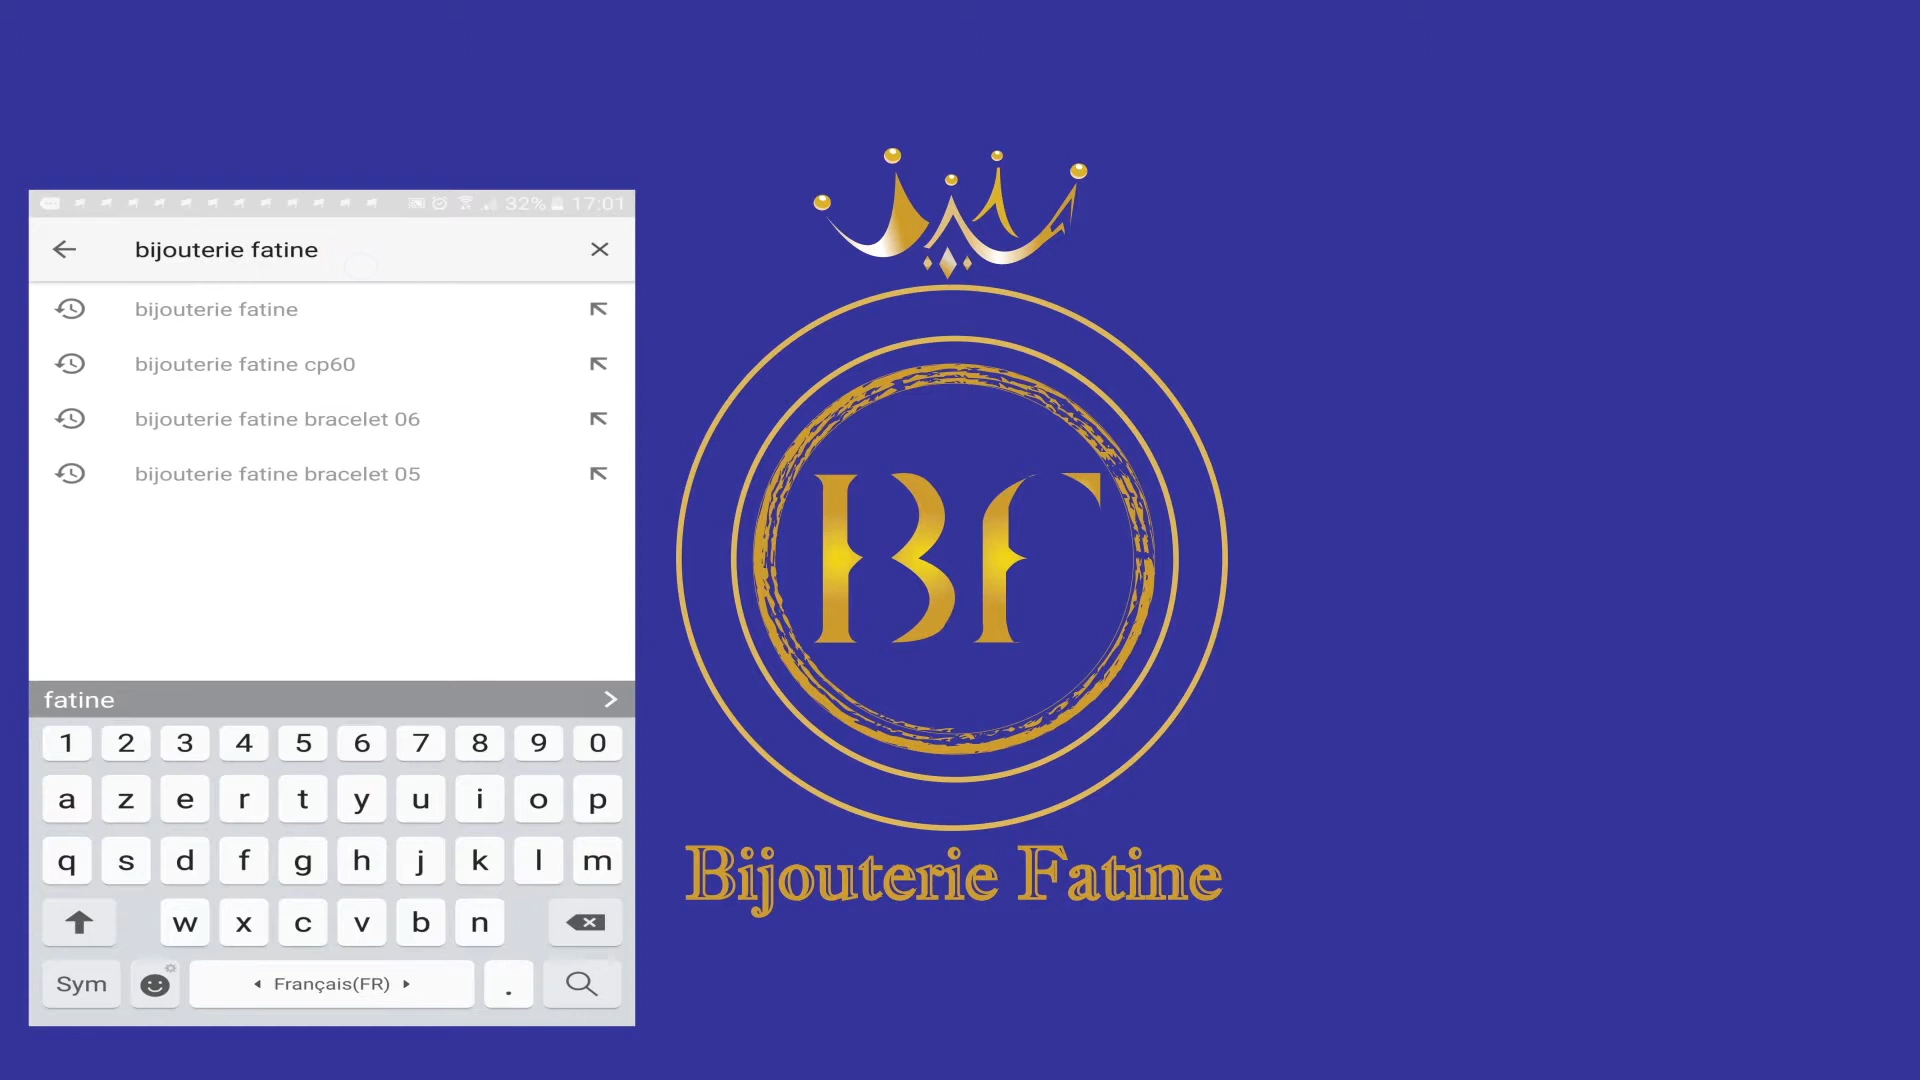 32% 17:01
bijouterie fatine
bijouterie fatine
bijouterie fatine cp60
bijouterie fatine bracelet 06
bijouterie fatine bracelet 05
fatine
1 2 3 4 5 6 7 8 9 0
a z e r t y u i o p
q s d f g h j k l m
w x c v b n
Sym Français(FR) .
BF
Bijouterie Fatine